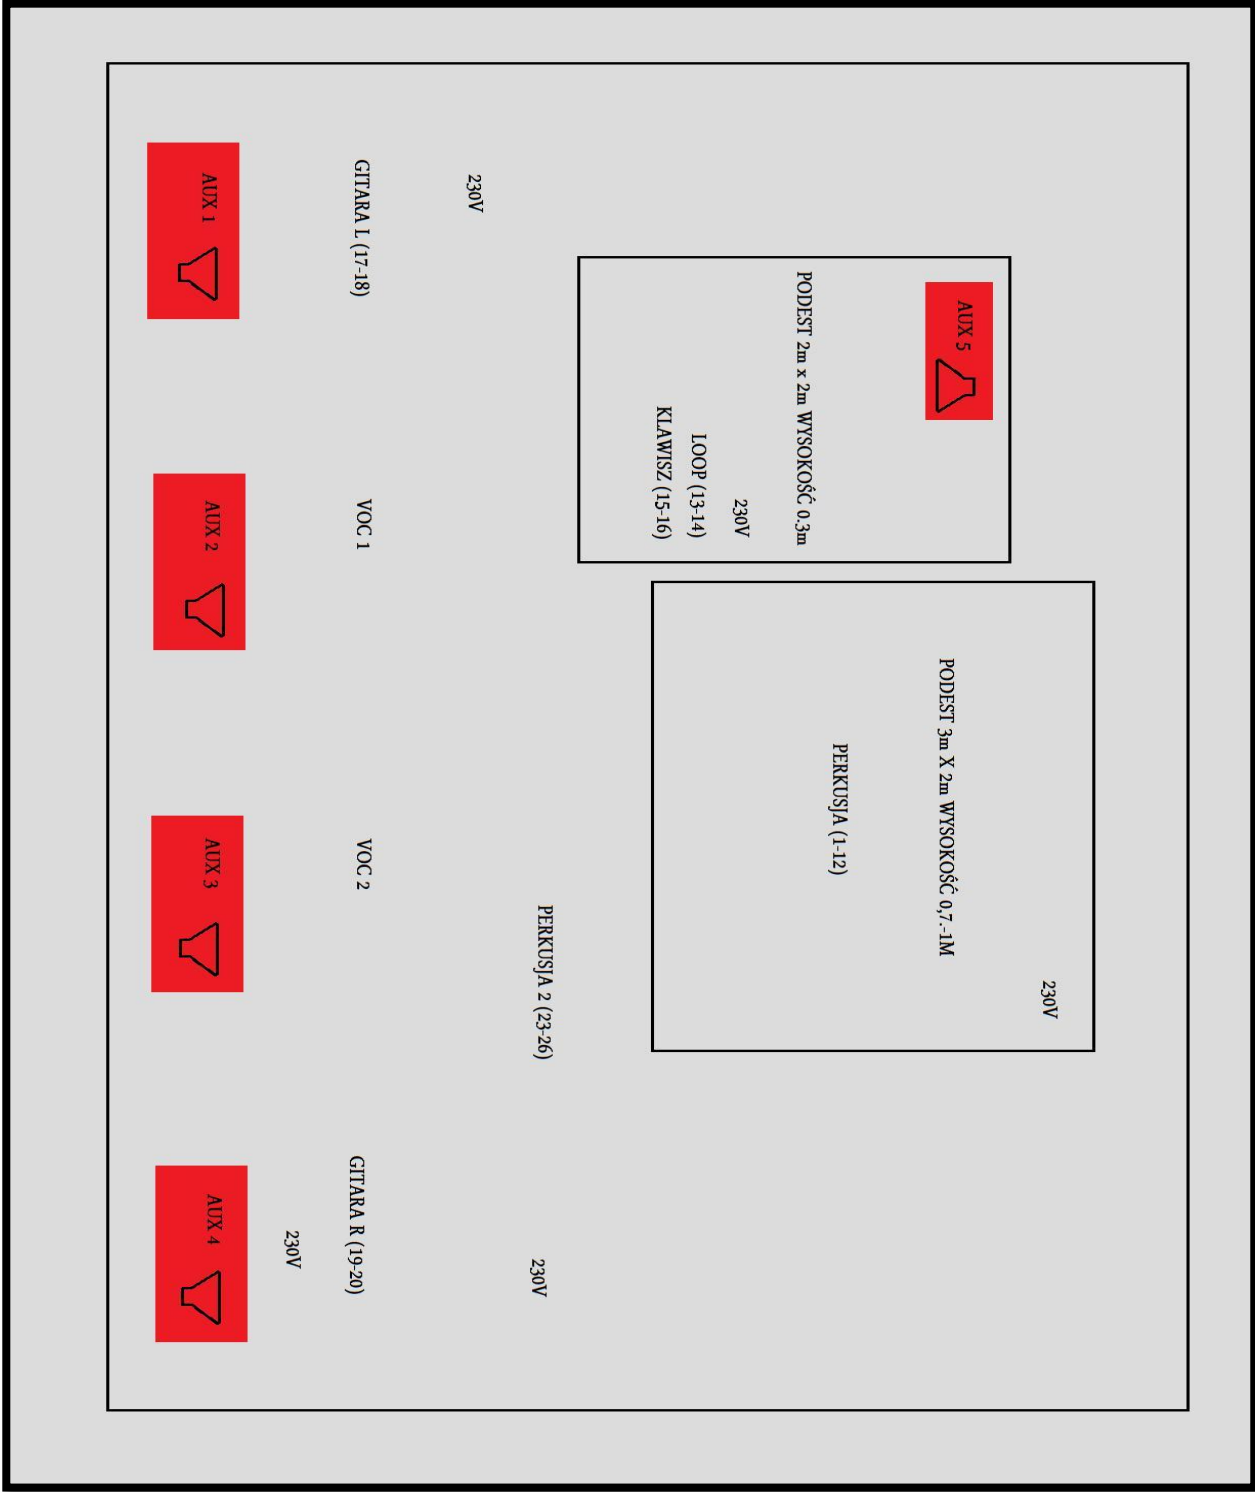 230V
AUX 5
PODEST 3m X 2m WYSOKOŚĆ 0,7.-1M
PERKUSJA (1-12)
PODEST 2m x 2m WYSOKOŚĆ 0.3m
230V
LOOP (13-14)
KLAWISZ (15-16)
PERKUSJA 2 (23-26)
230V
230V
GITARA L (17-18)
VOC 1
VOC 2
GITARA R (19-20)
230V
AUX 1
AUX 2
AUX 3
AUX 4